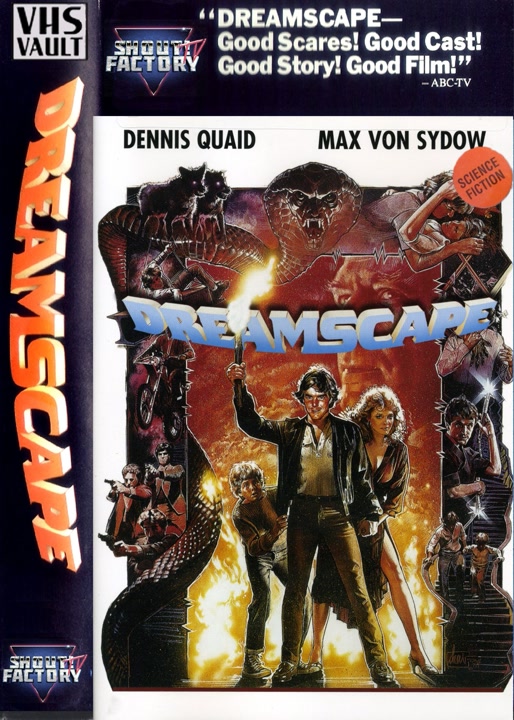 VHS
VAULT
DREAMSCAPE
SHOUT!
FACTORY
SHOUT!
FACTORY
“DREAMSCAPE—
Good Scares! Good Cast!
Good Story! Good Film!”
— ABC-TV
DENNIS QUAID MAX VON SYDOW
SCIENCE
FICTION
DREAMSCAPE